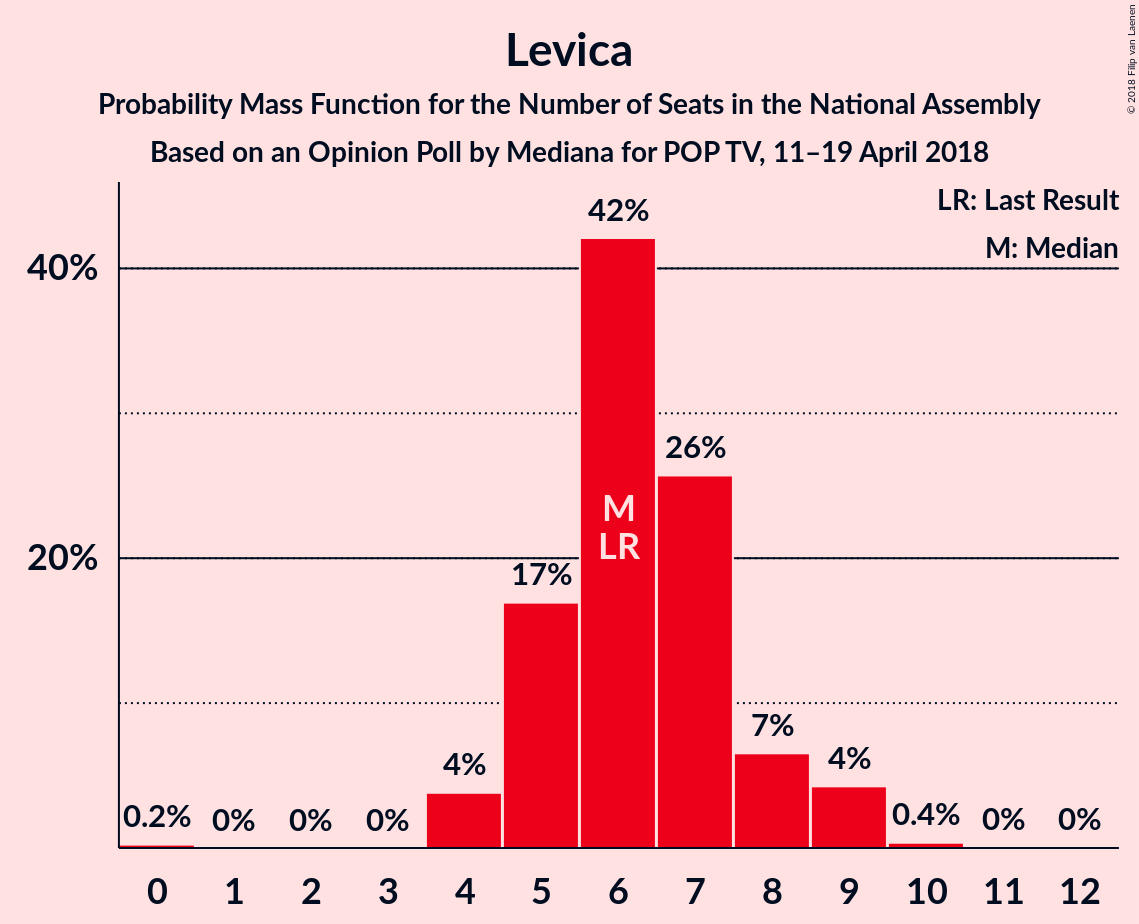 Levica
Probability Mass Function for the Number of Seats in the National Assembly
Based on an Opinion Poll by Mediana for POP TV, 11–19 April 2018
© 2018 Filip van Laenen
LR: Last Result
M: Median
40%
20%
0.2%
0%
0%
0%
4%
17%
42%
26%
7%
4%
0.4%
0%
0%
M
LR
0 1 2 3 4 5 6 7 8 9 10 11 12